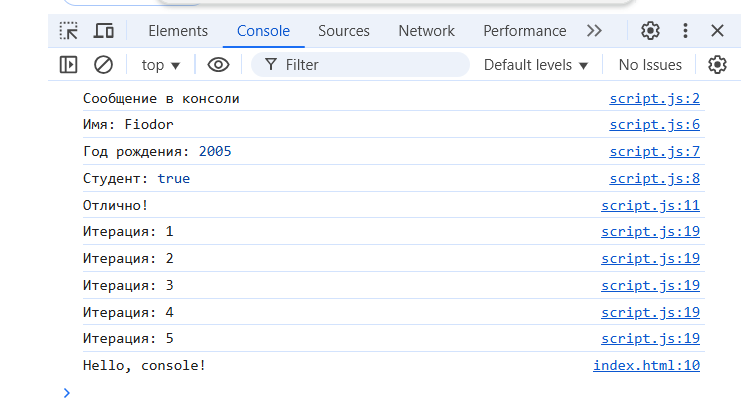 Elements Console Sources Network Performance
top Filter Default levels No Issues
Сообщение в консоли script.js:2
Имя: Fiodor script.js:6
Год рождения: 2005 script.js:7
Студент: true script.js:8
Отлично! script.js:11
Итерация: 1 script.js:19
Итерация: 2 script.js:19
Итерация: 3 script.js:19
Итерация: 4 script.js:19
Итерация: 5 script.js:19
Hello, console! index.html:10